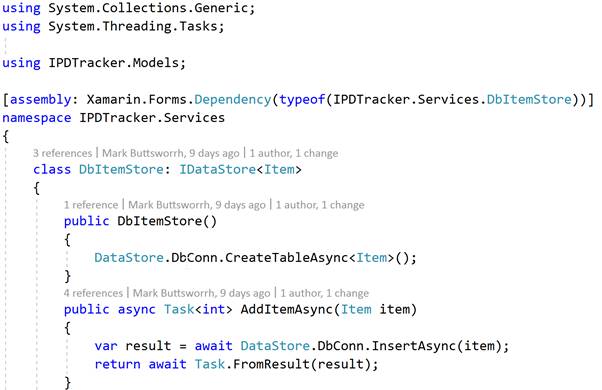 using System.Collections.Generic;
using System.Threading.Tasks;
using IPDTracker.Models;
[assembly: Xamarin.Forms.Dependency(typeof(IPDTracker.Services.DbItemStore))]
namespace IPDTracker.Services
{
3 references | Mark Buttsworrh, 9 days ago | 1 author, 1 change
class DbItemStore: IDataStore<Item>
{
1 reference | Mark Buttsworrh, 9 days ago | 1 author, 1 change
public DbItemStore()
{
DataStore.DbConn.CreateTableAsync<Item>();
}
4 references | Mark Buttsworrh, 9 days ago | 1 author, 1 change
public async Task<int> AddItemAsync(Item item)
{
var result = await DataStore.DbConn.InsertAsync(item);
return await Task.FromResult(result);
}